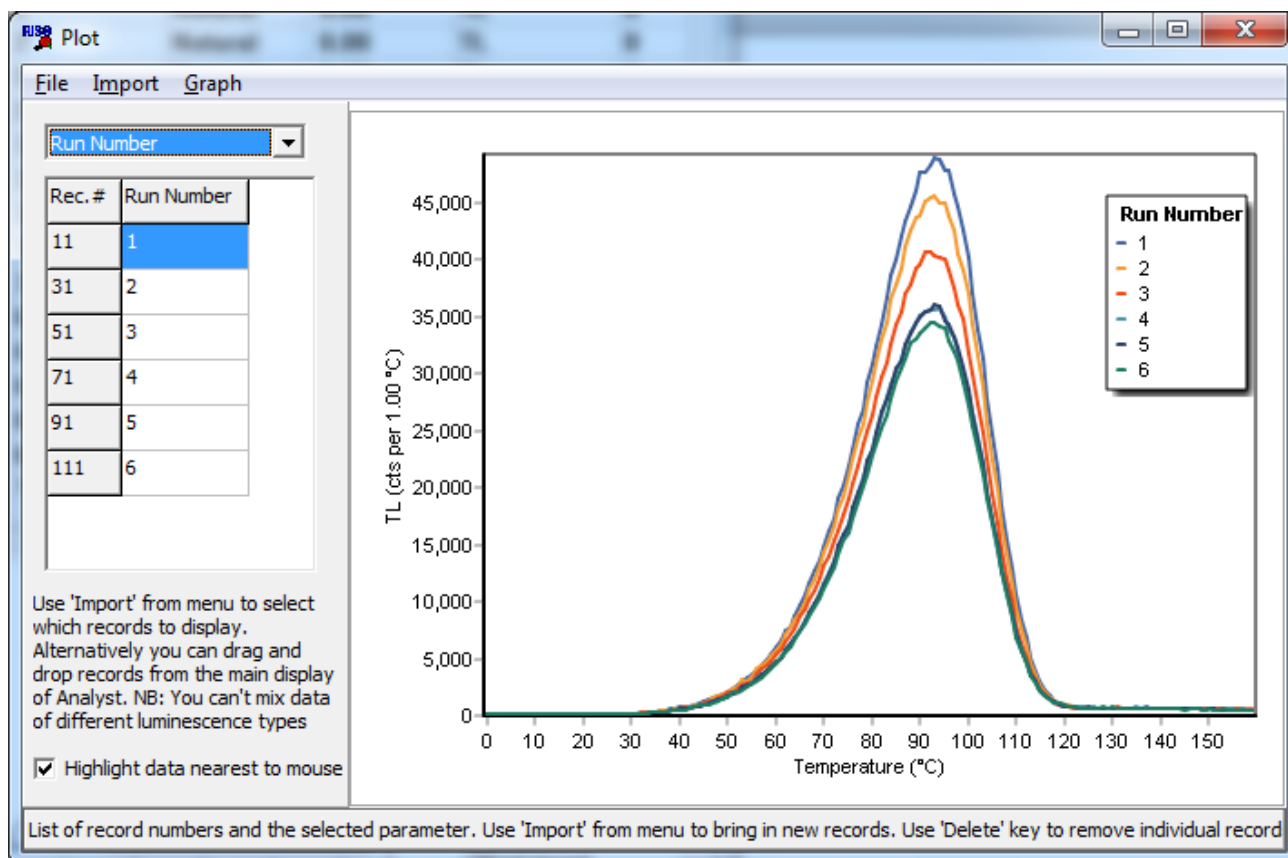 Natural 0.00 TL 0
Plot
File Import Graph
Run Number
Rec.# Run Number
11 1
31 2
51 3
71 4
91 5
111 6
Use 'Import' from menu to select
which records to display.
Alternatively you can drag and
drop records from the main display
of Analyst. NB: You can't mix data
of different luminescence types
Highlight data nearest to mouse
TL (cts per 1.00 °C)
45,000
40,000
35,000
30,000
25,000
20,000
15,000
10,000
5,000
0
0 10 20 30 40 50 60 70 80 90 100 110 120 130 140 150
Temperature (°C)
Run Number
1
2
3
4
5
6
List of record numbers and the selected parameter. Use 'Import' from menu to bring in new records. Use 'Delete' key to remove individual record